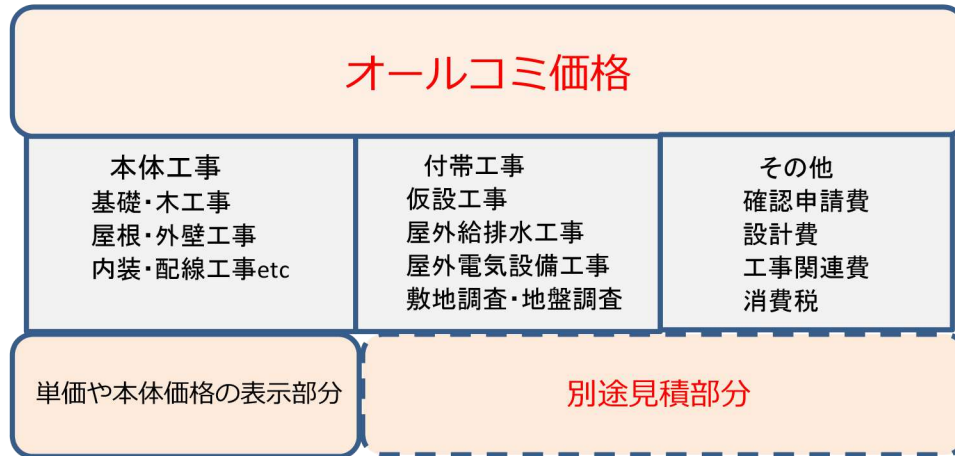 オールコミ価格
本体工事
基礎・木工事
屋根・外壁工事
内装・配線工事etc
付帯工事
仮設工事
屋外給排水工事
屋外電気設備工事
敷地調査・地盤調査
その他
確認申請費
設計費
工事関連費
消費税
単価や本体価格の表示部分
別途見積部分